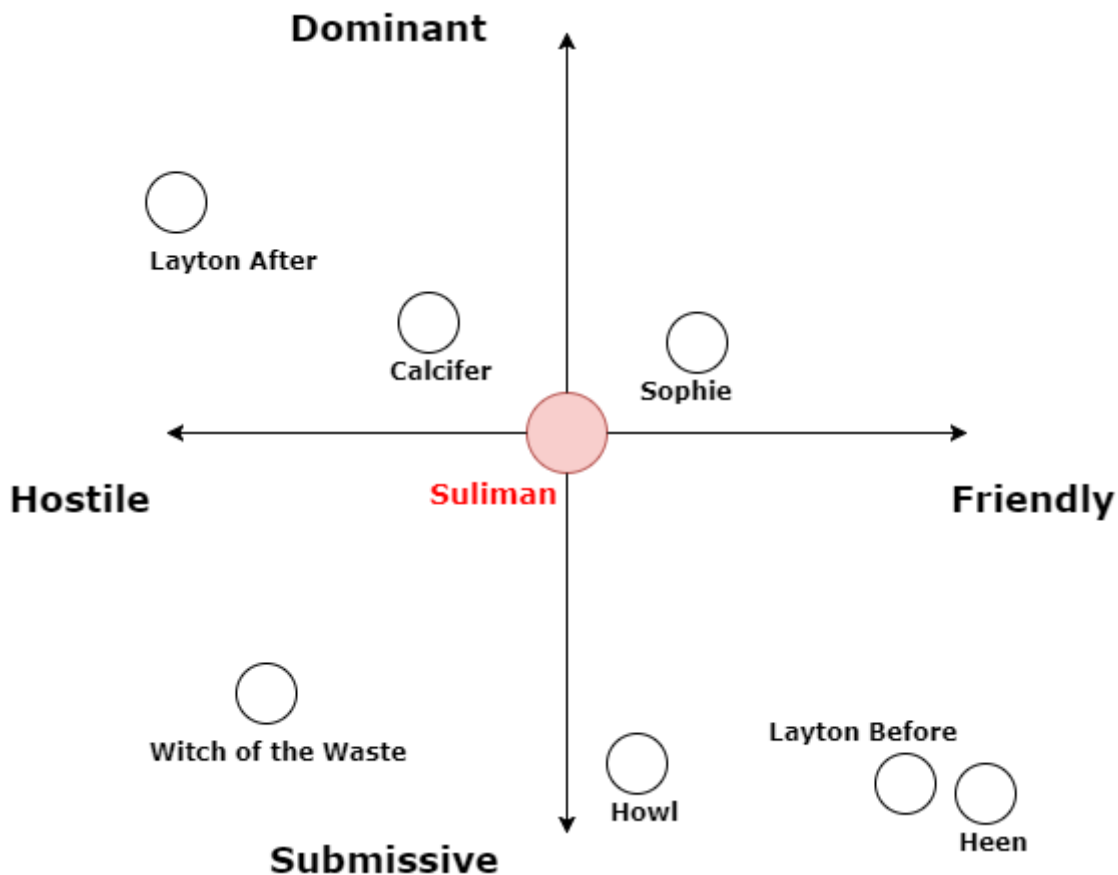 Dominant
Layton After
Calcifer
Sophie
Hostile
Suliman
Friendly
Witch of the Waste
Layton Before
Howl
Heen
Submissive